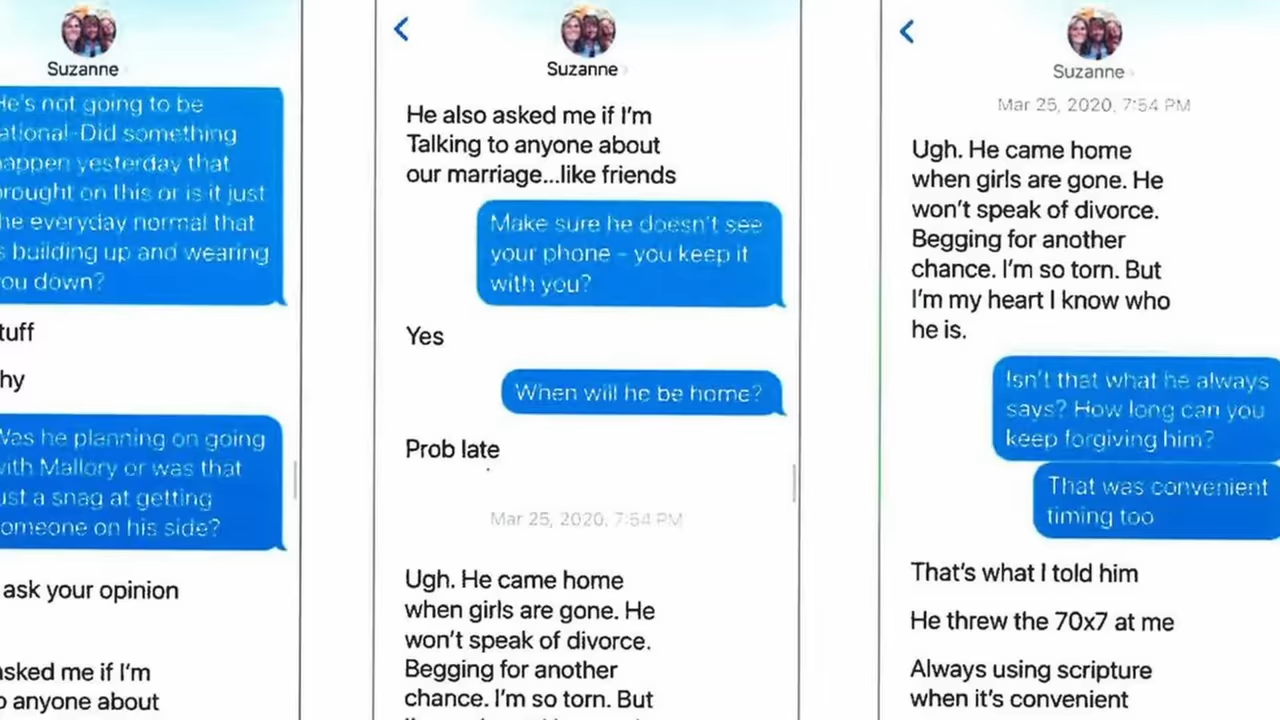 Suzanne
He's not going to be
ational-Did something
appen yesterday that
rought on this or is it just
he everyday normal that
s building up and wearing
ou down?
tuff
hy
Was he planning on going
with Mallory or was that
ust a snag at getting
omeone on his side?
ask your opinion
asked me if I'm
o anyone about
Suzanne
He also asked me if I'm
Talking to anyone about
our marriage...like friends
Make sure he doesn't see
your phone - you keep it
with you?
Yes
When will he be home?
Prob late
Mar 25, 2020, 7:54 PM
Ugh. He came home
when girls are gone. He
won't speak of divorce.
Begging for another
chance. I'm so torn. But
Suzanne
Mar 25, 2020, 7:54 PM
Ugh. He came home
when girls are gone. He
won't speak of divorce.
Begging for another
chance. I'm so torn. But
I'm my heart I know who
he is.
Isn't that what he always
says? How long can you
keep forgiving him?
That was convenient
timing too
That's what I told him
He threw the 70x7 at me
Always using scripture
when it's convenient